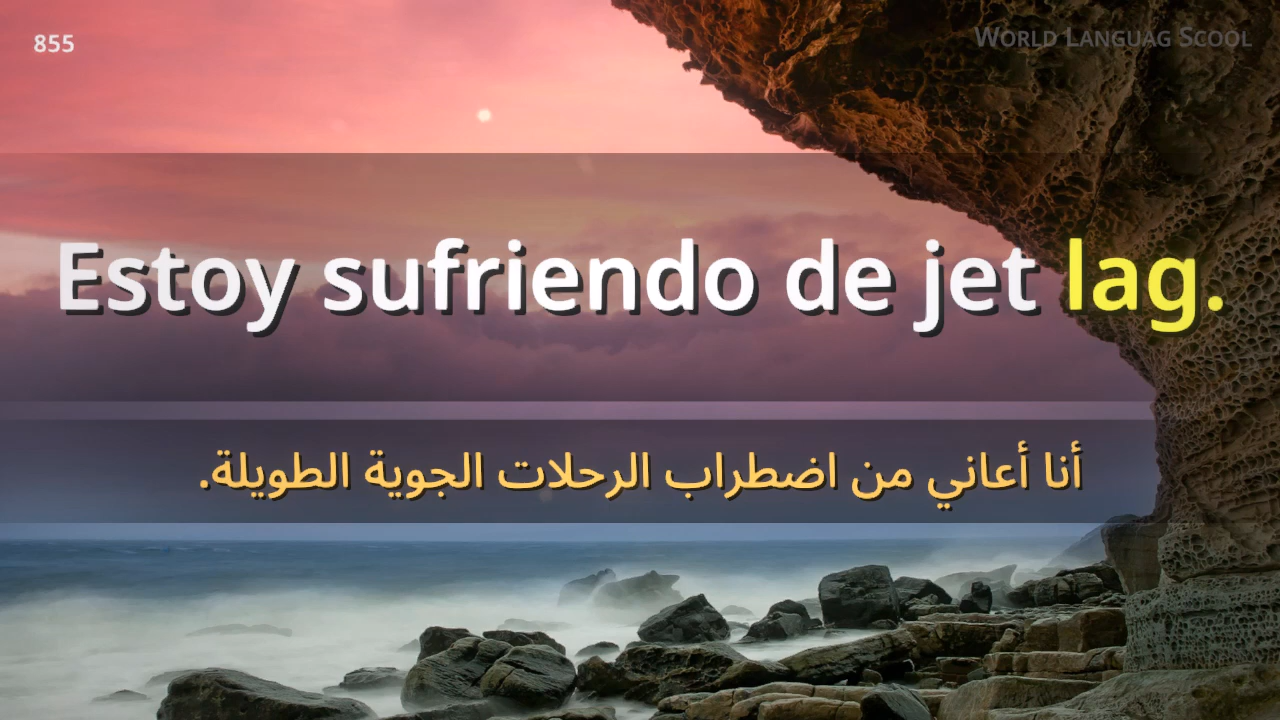 855
World Languag Scool
Estoy sufriendo de jet lag.
أنا أعاني من اضطراب الرحلات الجوية الطويلة.